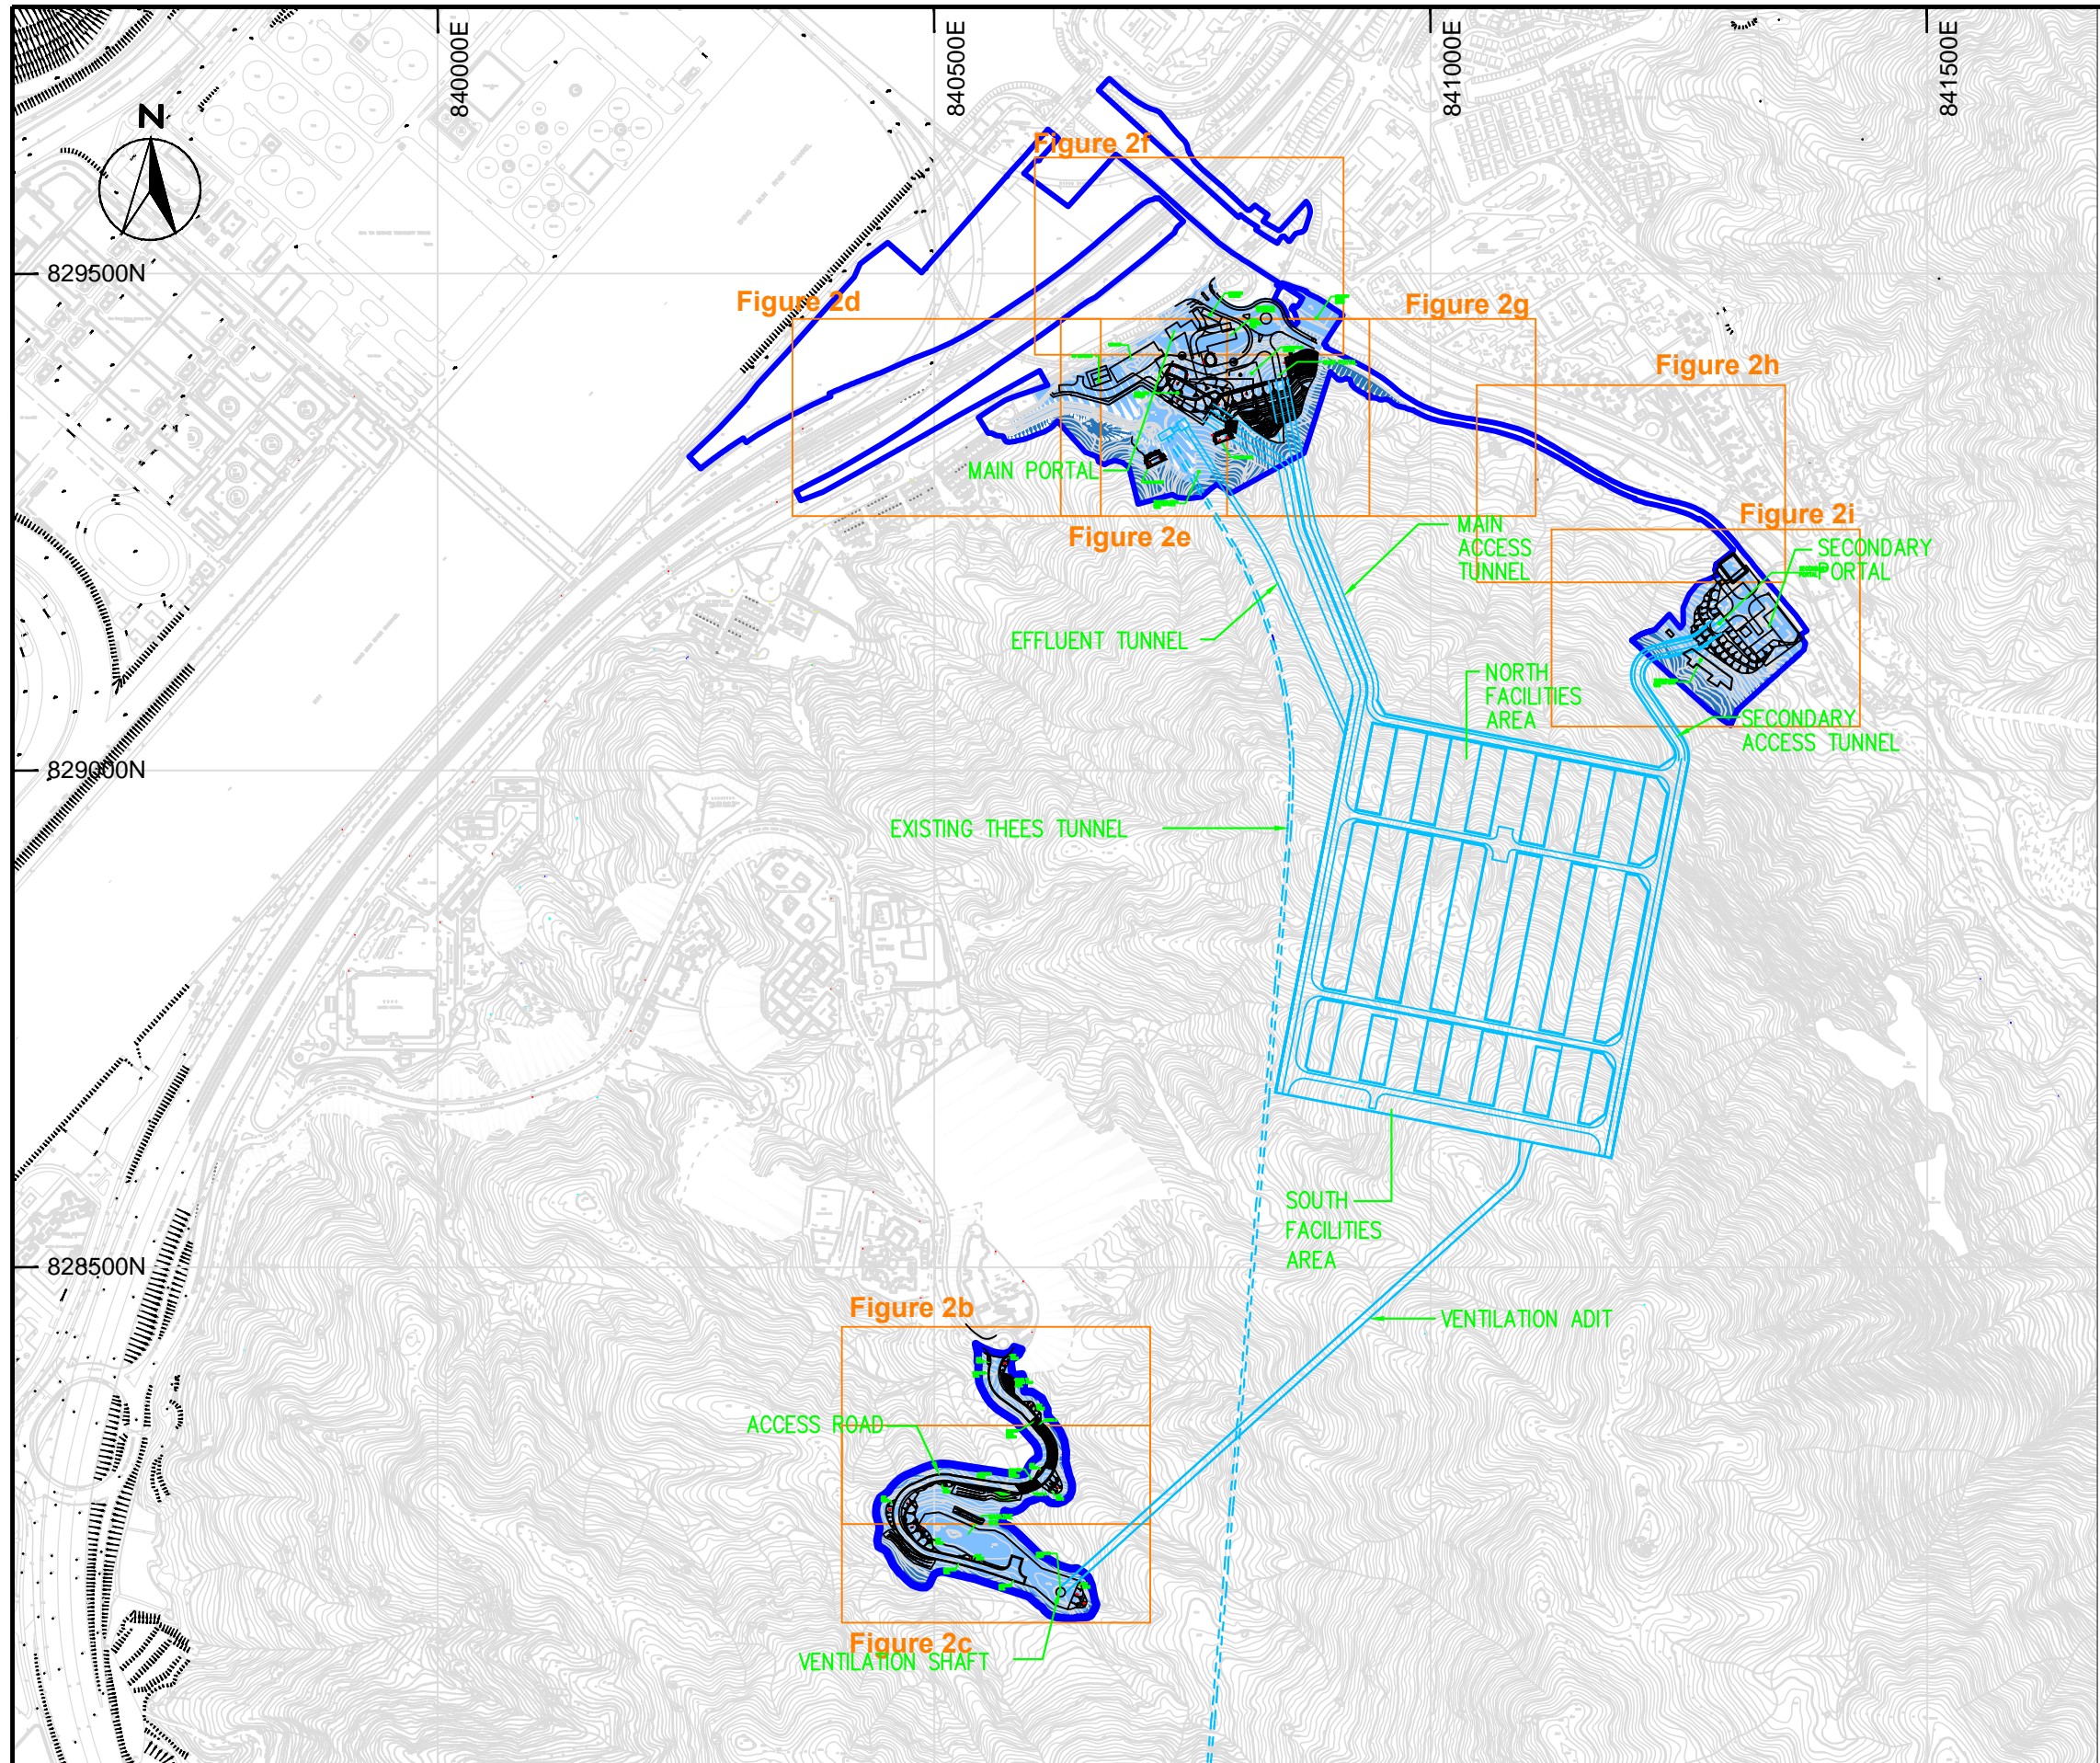 840000E
840500E
841000E
841500E
N
Figure 2f
829500N
Figure 2d
Figure 2g
Figure 2h
MAIN PORTAL
Figure 2e
Figure 2i
MAIN
ACCESS
TUNNEL
SECONDARY
PORTAL
EFFLUENT TUNNEL
NORTH
FACILITIES
AREA
SECONDARY
ACCESS TUNNEL
829000N
EXISTING THEES TUNNEL
SOUTH
FACILITIES
AREA
828500N
Figure 2b
VENTILATION ADIT
ACCESS ROAD
Figure 2c
VENTILATION SHAFT